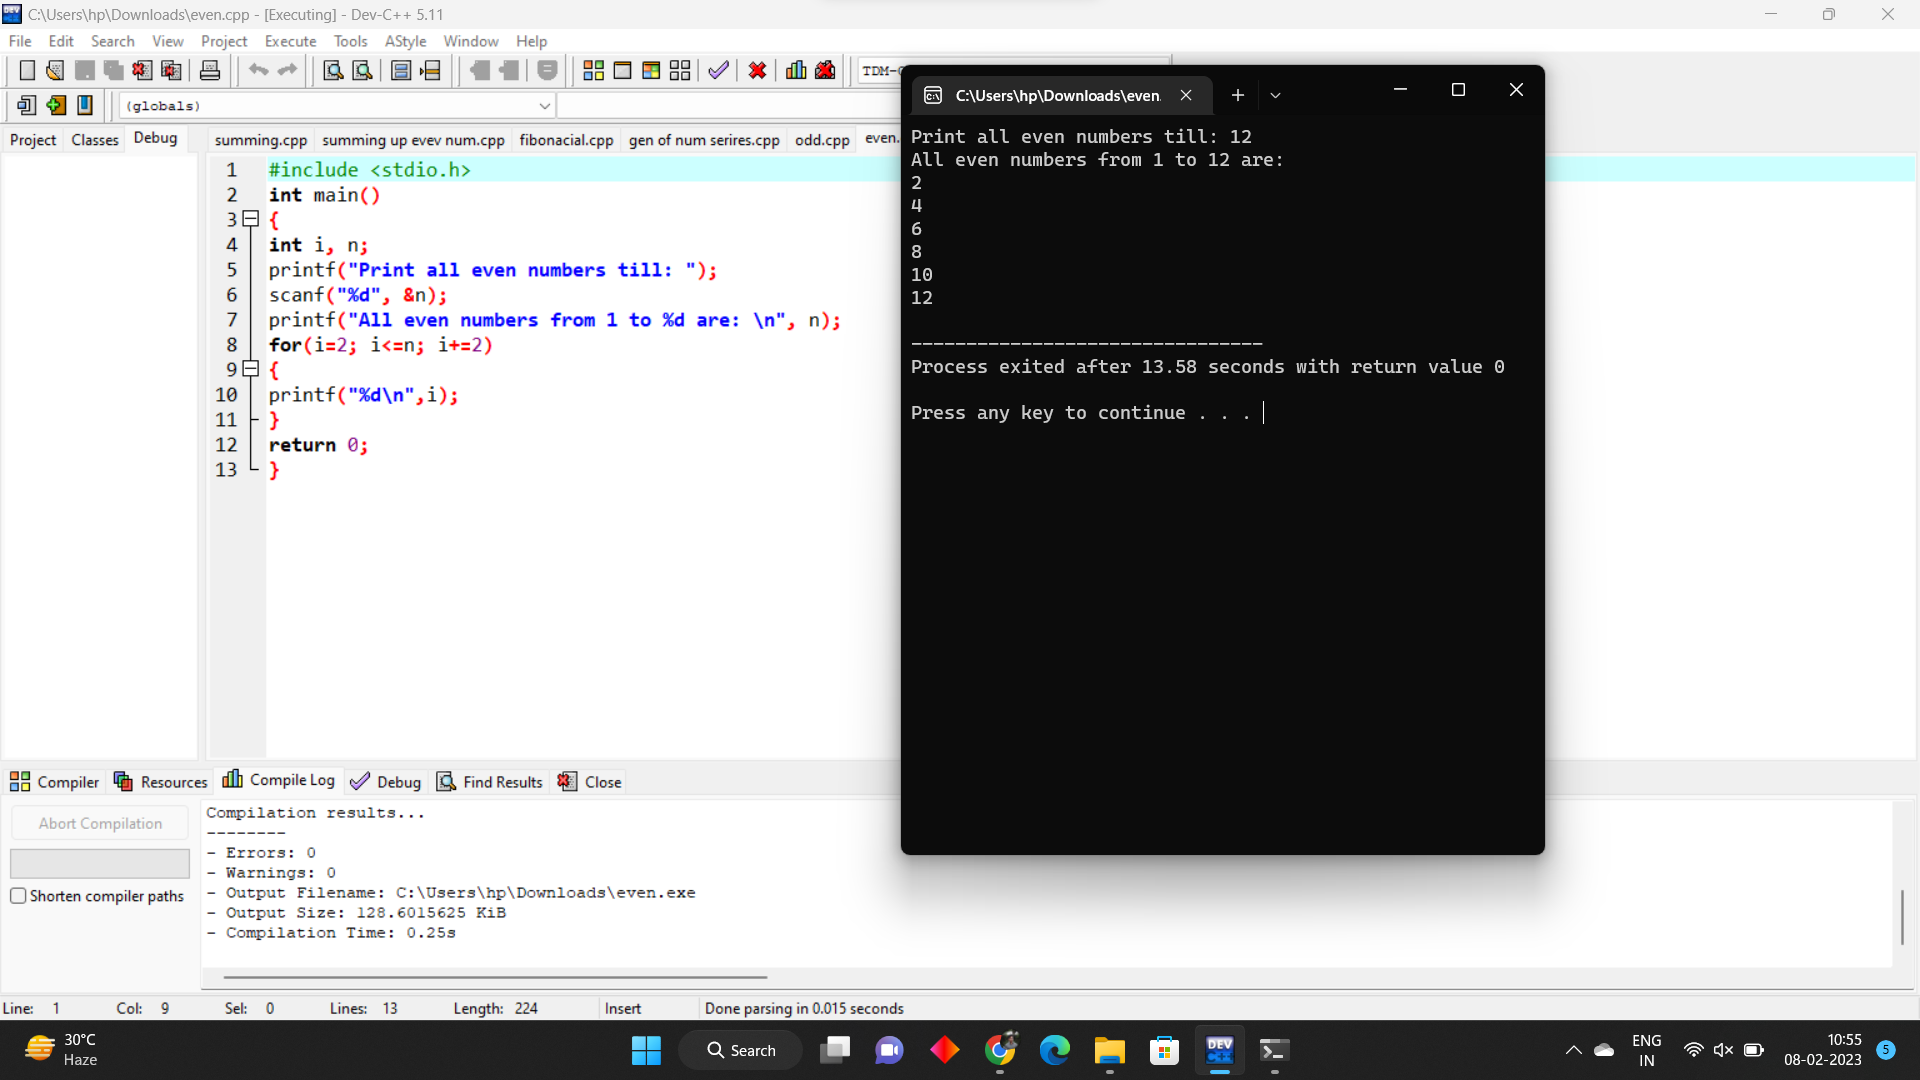 C:\Users\hp\Downloads\even.cpp - [Executing] - Dev-C++ 5.11
File Edit Search View Project Execute Tools AStyle Window Help
(globals)
Project Classes Debug
summing.cpp summing up evev num.cpp fibonacial.cpp gen of num serires.cpp odd.cpp even.
1 #include <stdio.h>
2 int main()
3 {
4 int i, n;
5 printf("Print all even numbers till: ");
6 scanf("%d", &n);
7 printf("All even numbers from 1 to %d are: \n", n);
8 for(i=2; i<=n; i+=2)
9 {
10 printf("%d\n",i);
11 }
12 return 0;
13 }
C:\Users\hp\Downloads\even.
Print all even numbers till: 12
All even numbers from 1 to 12 are:
2
4
6
8
10
12
--------------------------------
Process exited after 13.58 seconds with return value 0
Press any key to continue . . .
Compiler Resources Compile Log Debug Find Results Close
Abort Compilation
Shorten compiler paths
Compilation results...
--------
- Errors: 0
- Warnings: 0
- Output Filename: C:\Users\hp\Downloads\even.exe
- Output Size: 128.6015625 KiB
- Compilation Time: 0.25s
Line: 1 Col: 9 Sel: 0 Lines: 13 Length: 224 Insert Done parsing in 0.015 seconds
30°C
Haze
Search
DEV
C++
ENG
IN
10:55
08-02-2023
5